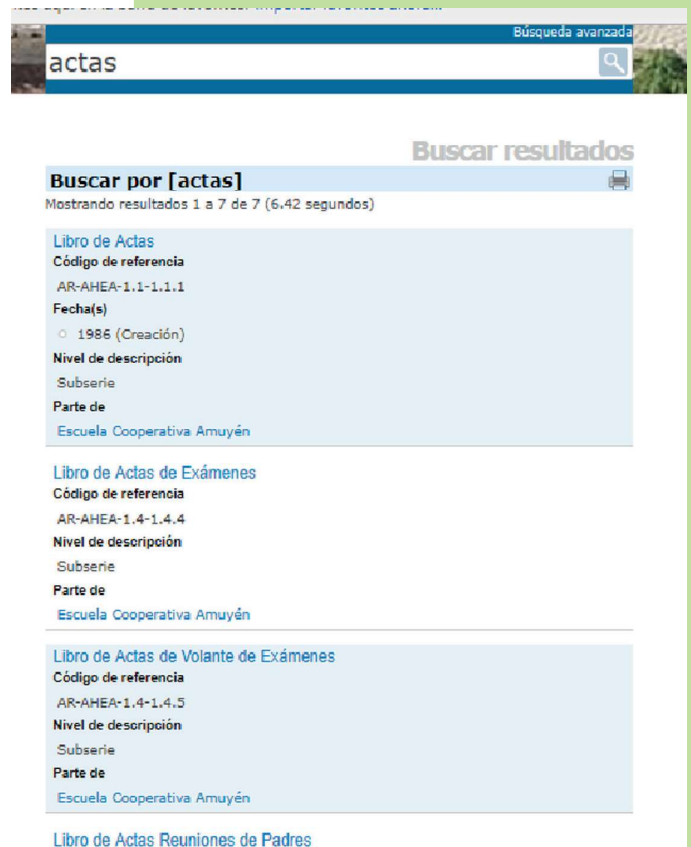 Búsqueda avanzada
actas
Buscar resultados
Buscar por [actas]
Mostrando resultados 1 a 7 de 7 (6.42 segundos)
Libro de Actas
Código de referencia
AR-AHEA-1.1-1.1.1
Fecha(s)
1986 (Creación)
Nivel de descripción
Subserie
Parte de
Escuela Cooperativa Amuyén
Libro de Actas de Exámenes
Código de referencia
AR-AHEA-1.4-1.4.4
Nivel de descripción
Subserie
Parte de
Escuela Cooperativa Amuyén
Libro de Actas de Volante de Exámenes
Código de referencia
AR-AHEA-1.4-1.4.5
Nivel de descripción
Subserie
Parte de
Escuela Cooperativa Amuyén
Libro de Actas Reuniones de Padres